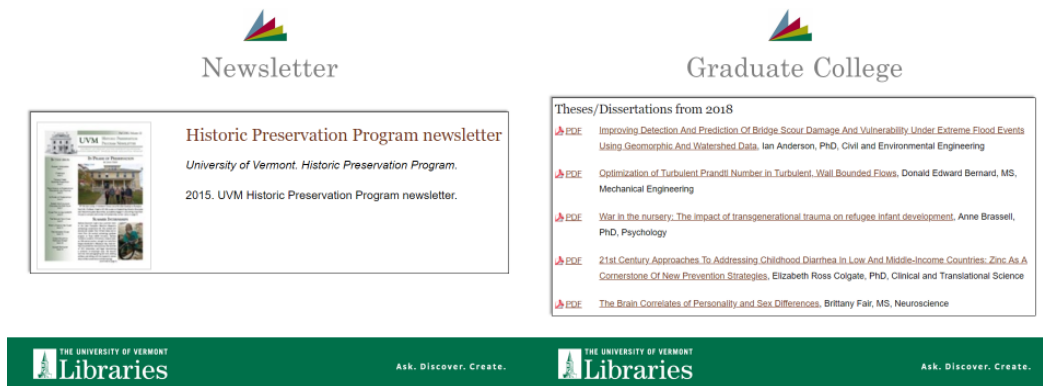 Newsletter
UVM
Historic Preservation Program newsletter
University of Vermont. Historic Preservation Program.
2015. UVM Historic Preservation Program newsletter.
THE UNIVERSITY OF VERMONT
Libraries
Ask. Discover. Create.
Graduate College
Theses/Dissertations from 2018
PDF Improving Detection And Prediction Of Bridge Scour Damage And Vulnerability Under Extreme Flood Events
Using Geomorphic And Watershed Data, Ian Anderson, PhD, Civil and Environmental Engineering
PDF Optimization of Turbulent Prandtl Number in Turbulent, Wall Bounded Flows, Donald Edward Bernard, MS,
Mechanical Engineering
PDF War in the nursery: The impact of transgenerational trauma on refugee infant development, Anne Brassell,
PhD, Psychology
PDF 21st Century Approaches To Addressing Childhood Diarrhea In Low And Middle-Income Countries: Zinc As A
Cornerstone Of New Prevention Strategies, Elizabeth Ross Colgate, PhD, Clinical and Translational Science
PDF The Brain Correlates of Personality and Sex Differences, Brittany Fair, MS, Neuroscience
THE UNIVERSITY OF VERMONT
Libraries
Ask. Discover. Create.